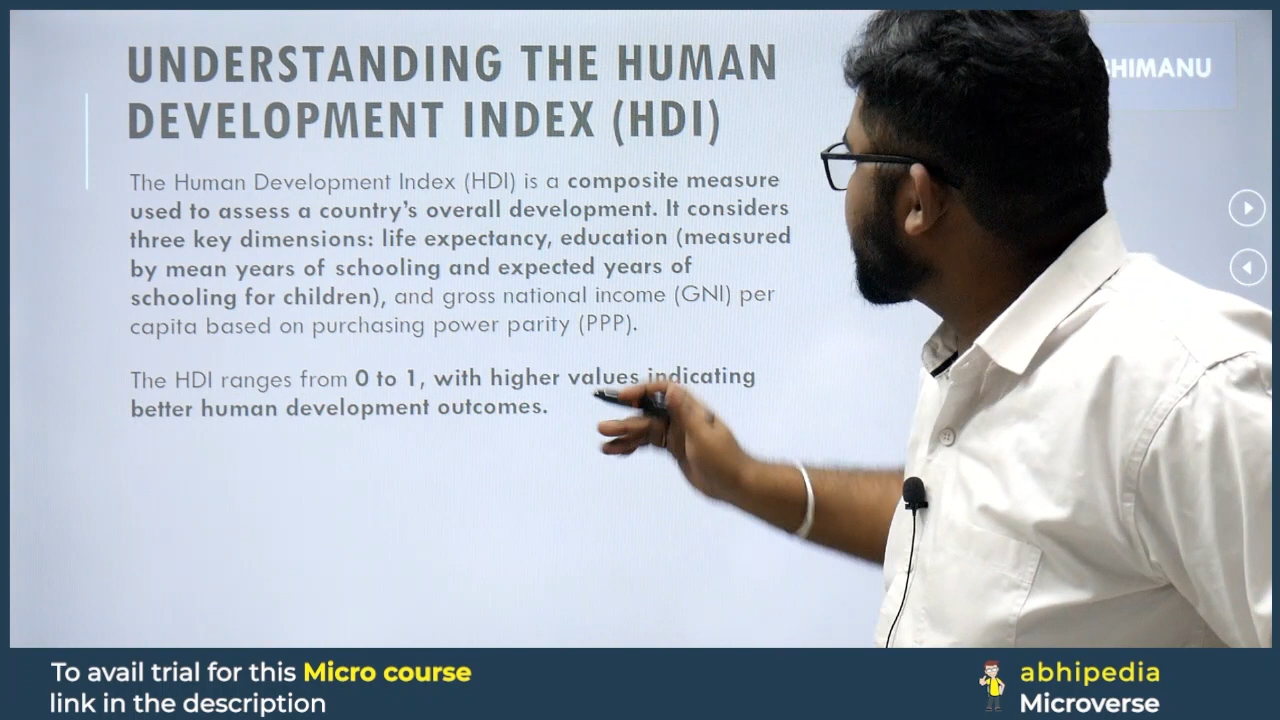 UNDERSTANDING THE HUMAN
DEVELOPMENT INDEX (HDI)
The Human Development Index (HDI) is a composite measure
used to assess a country's overall development. It considers
three key dimensions: life expectancy, education (measured
by mean years of schooling and expected years of
schooling for children), and gross national income (GNI) per
capita based on purchasing power parity (PPP).
The HDI ranges from 0 to 1, with higher values indicating
better human development outcomes.
HIMANU
To avail trial for this Micro course
link in the description
abhipedia
Microverse